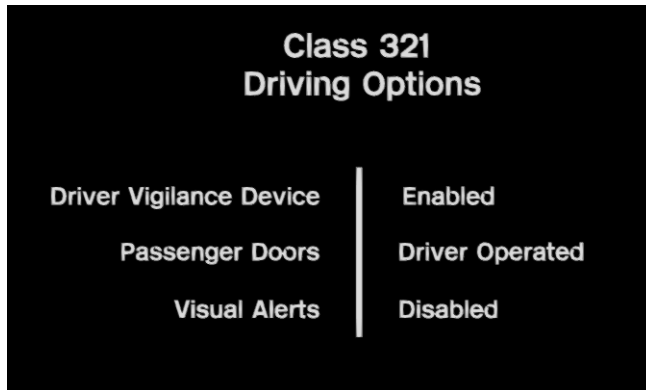 Class 321
Driving Options
Driver Vigilance Device Enabled
Passenger Doors Driver Operated
Visual Alerts Disabled